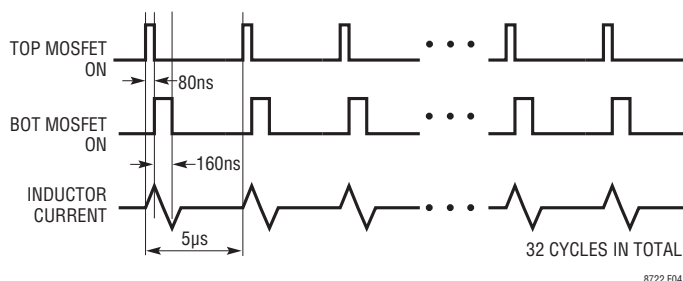 TOP MOSFET
ON
80ns
BOT MOSFET
ON
160ns
INDUCTOR
CURRENT
5µs
32 CYCLES IN TOTAL
8722 F04